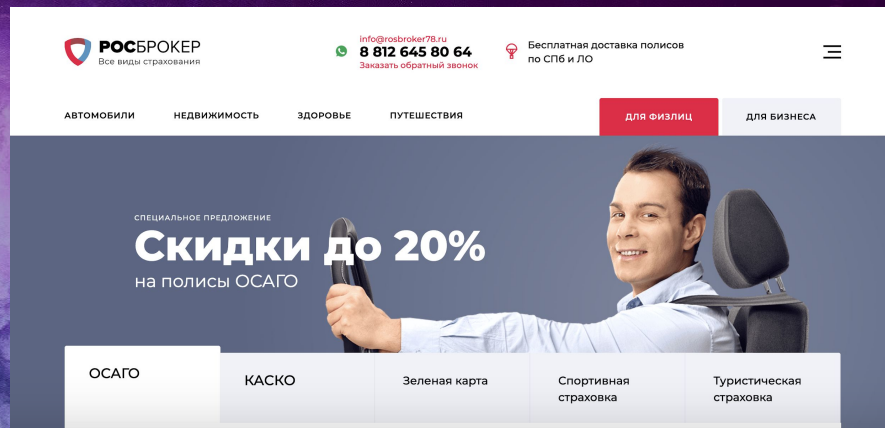 РОСБРОКЕР
Все виды страхования
info@rosbroker78.ru
8 812 645 80 64
Заказать обратный звонок
Бесплатная доставка полисов
по СПб и ЛО
АВТОМОБИЛИ
НЕДВИЖИМОСТЬ
ЗДОРОВЬЕ
ПУТЕШЕСТВИЯ
ДЛЯ ФИЗЛИЦ
ДЛЯ БИЗНЕСА
СПЕЦИАЛЬНОЕ ПРЕДЛОЖЕНИЕ
Скидки до 20%
на полисы ОСАГО
ОСАГО
КАСКО
Зеленая карта
Спортивная
страховка
Туристическая
страховка